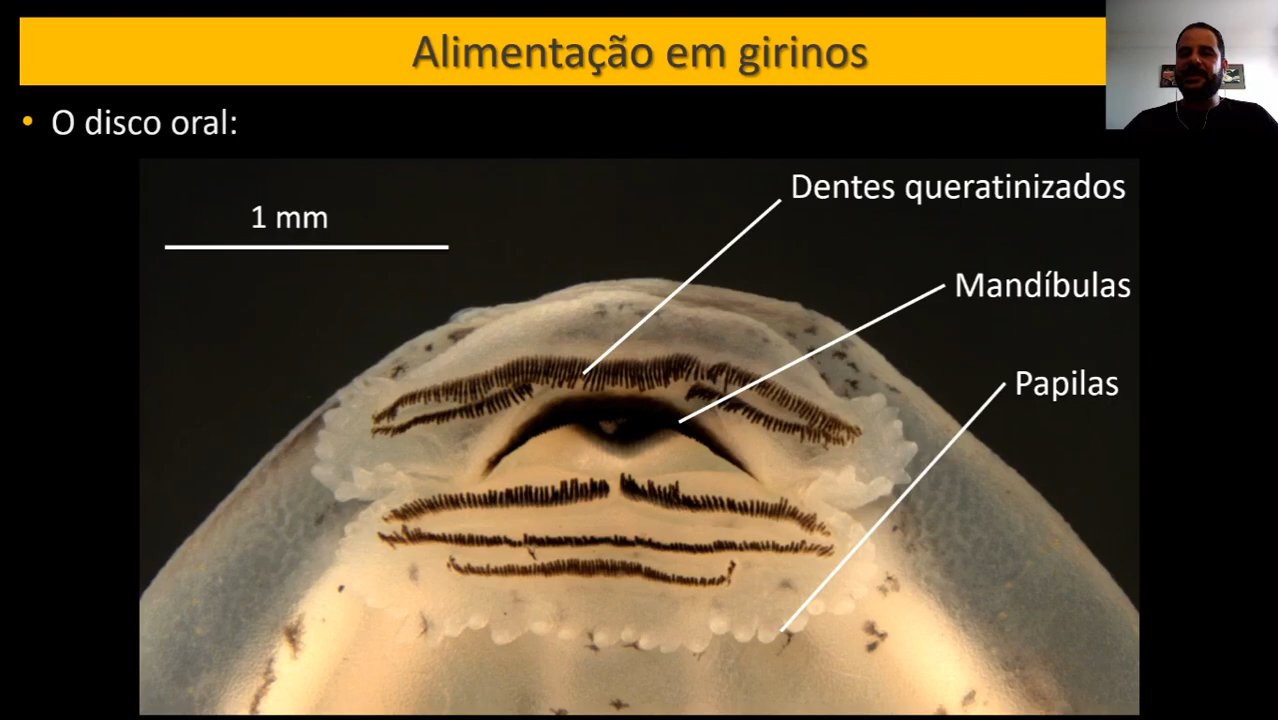 Alimentação em girinos
• O disco oral:
1 mm
Dentes queratinizados
Mandíbulas
Papilas